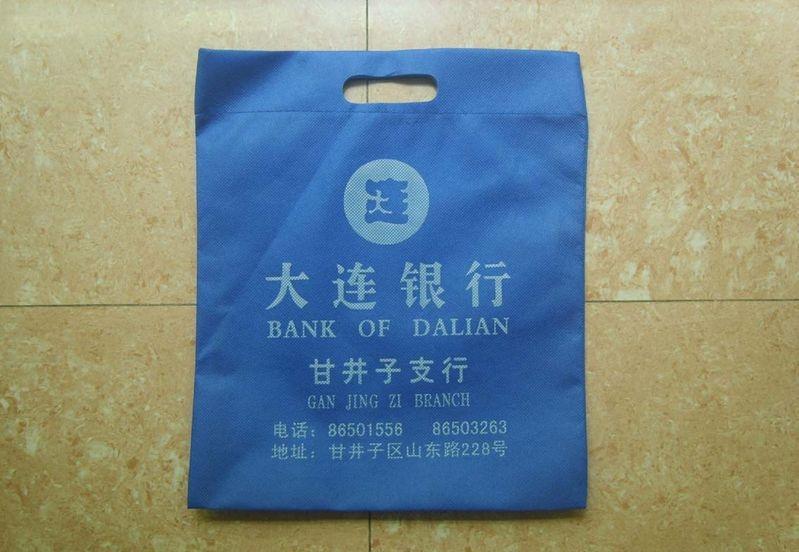 大
大连银行
BANK OF DALIAN
甘井子支行
GAN JING ZI BRANCH
电话：86501556 86503263
地址：甘井子区山东路228号